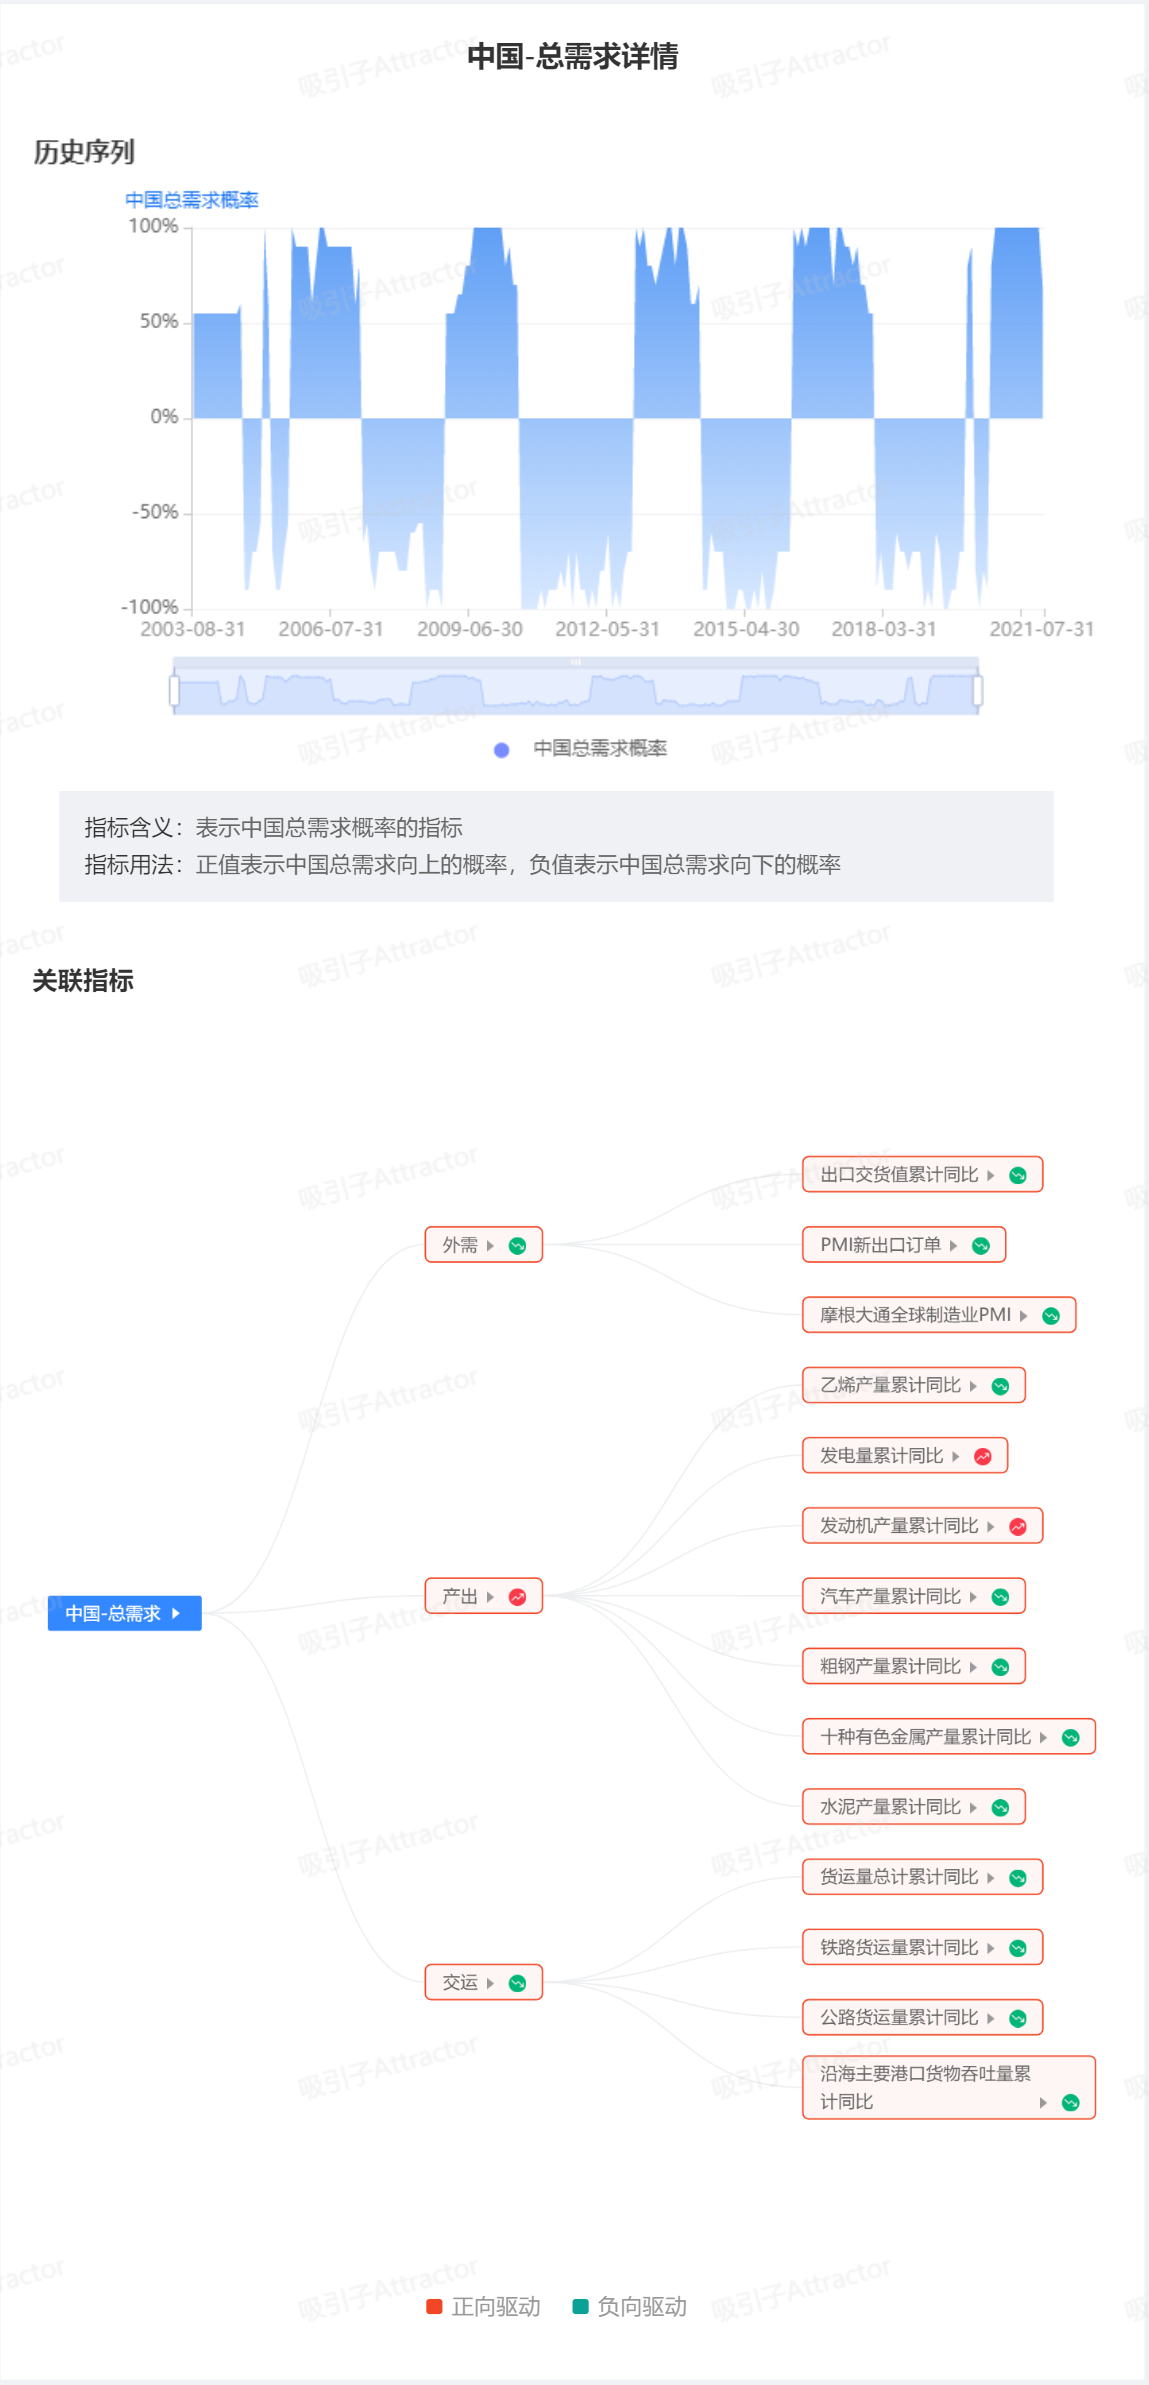 中国-总需求详情
历史序列
中国总需求概率
100%
50%
0%
-50%
-100%
2003-08-31 2006-07-31 2009-06-30 2012-05-31 2015-04-30 2018-03-31 2021-07-31
中国总需求概率
指标含义：表示中国总需求概率的指标
指标用法：正值表示中国总需求向上的概率，负值表示中国总需求向下的概率
关联指标
出口交货值累计同比
外需
PMI新出口订单
摩根大通全球制造业PMI
乙烯产量累计同比
发电量累计同比
发动机产量累计同比
产出
汽车产量累计同比
中国-总需求
粗钢产量累计同比
十种有色金属产量累计同比
水泥产量累计同比
货运量总计累计同比
铁路货运量累计同比
交运
公路货运量累计同比
沿海主要港口货物吞吐量累
计同比
正向驱动 负向驱动
吸引子Attractor